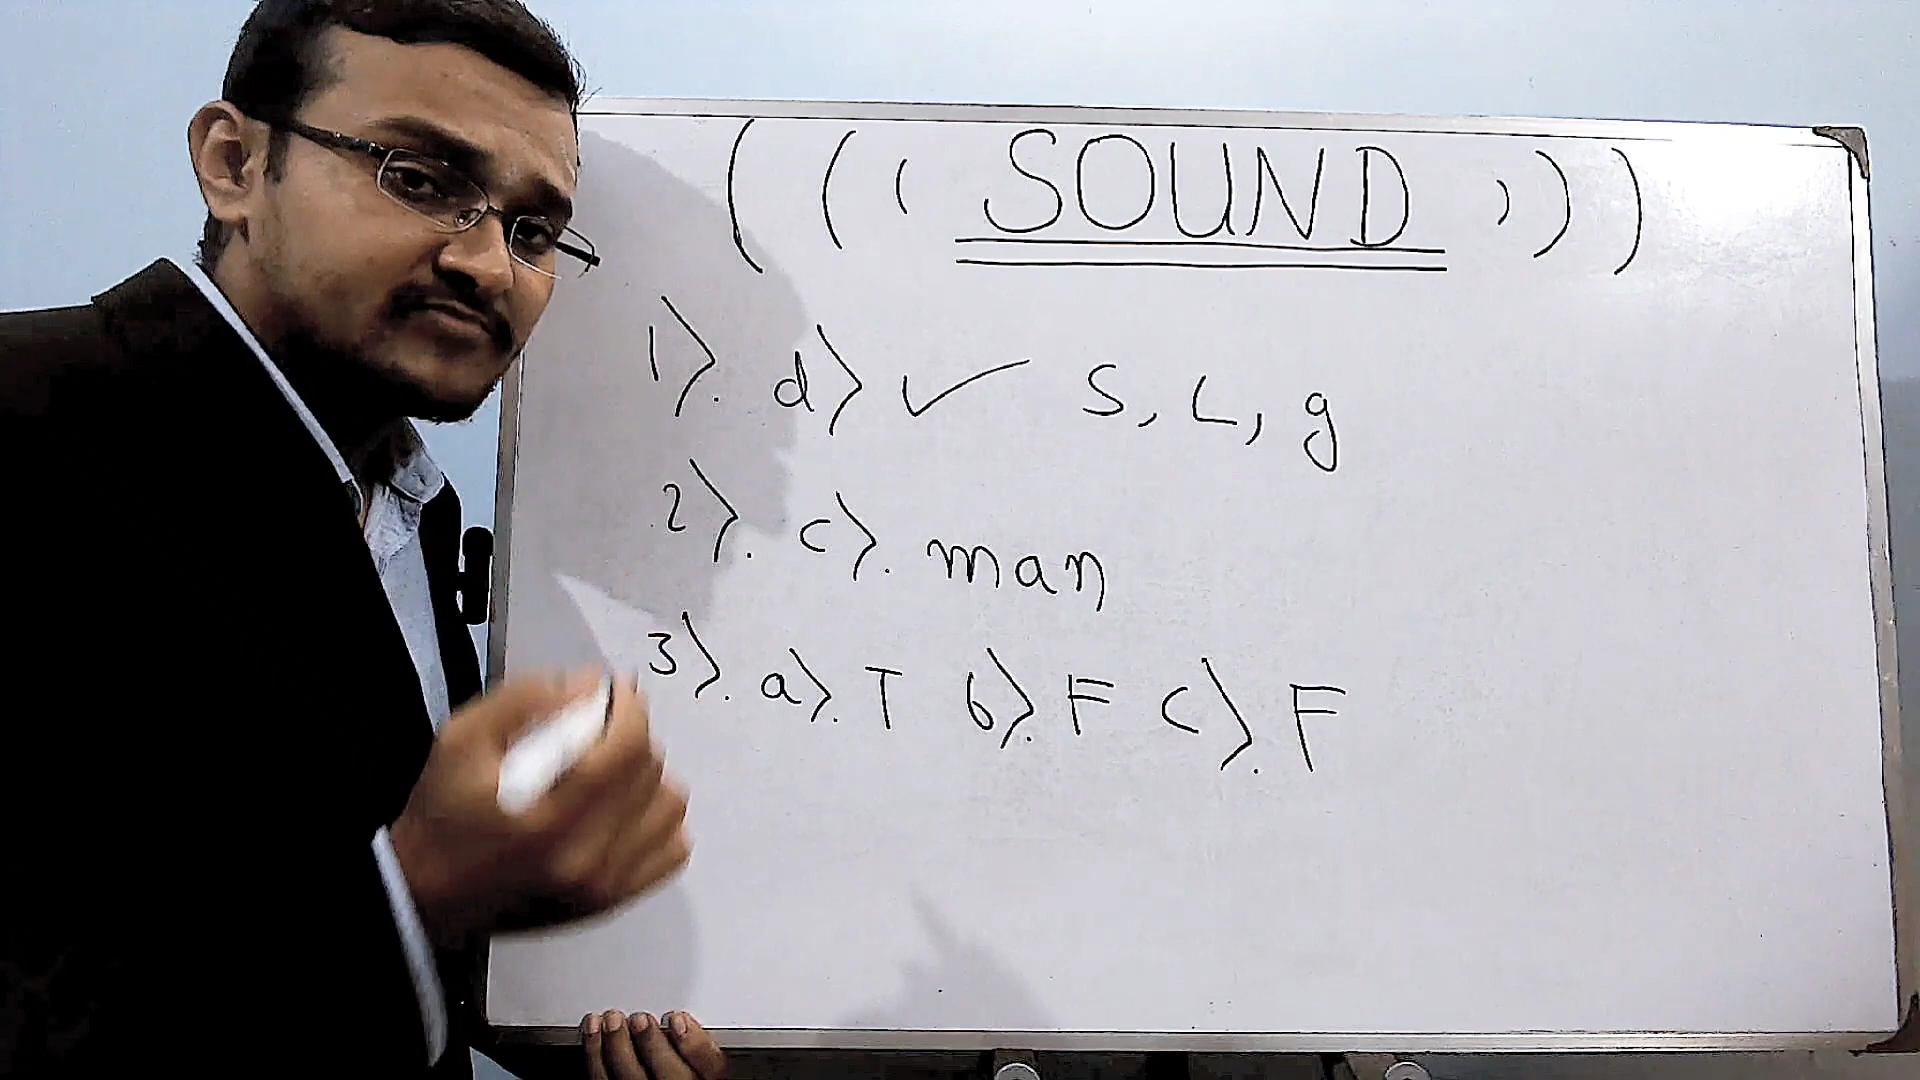 ( ( ( SOUND ) ) )
1). d) ✓ S, L, g
2). c). man
3). a). T b). F c). F